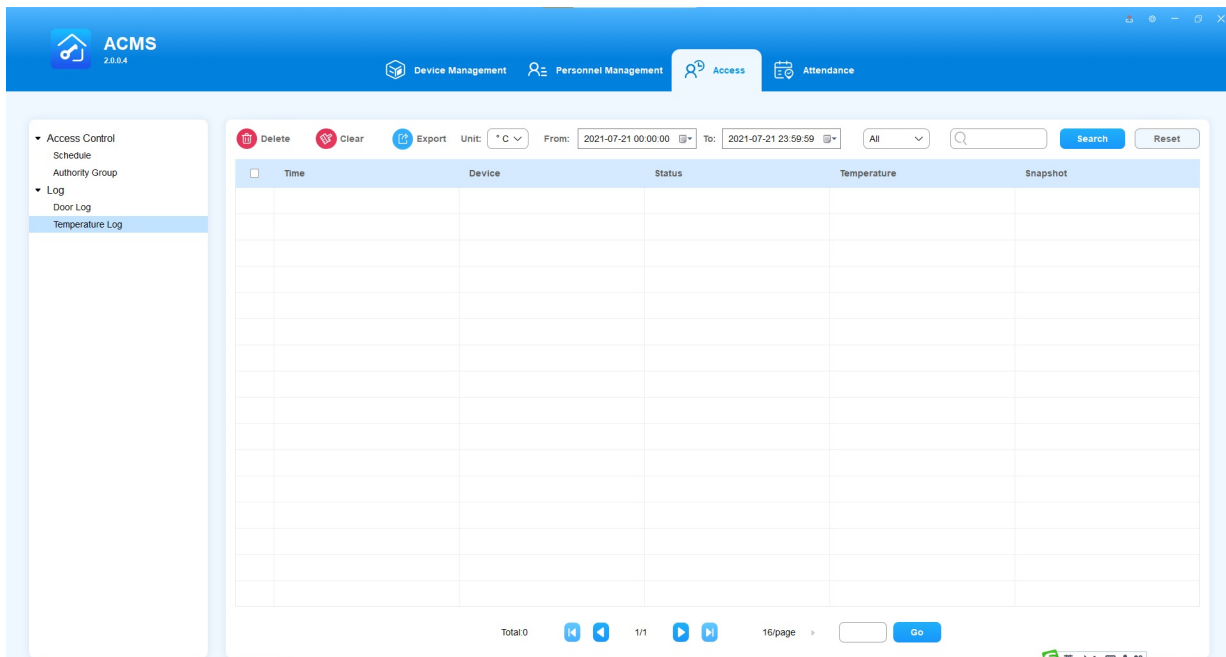 ACMS
2.0.0.4
Device Management Personnel Management Access Attendance
Access Control
Schedule
Authority Group
Log
Door Log
Temperature Log
Delete Clear Export Unit: °C From: 2021-07-21 00:00:00 To: 2021-07-21 23:59:59 All Search Reset
Time Device Status Temperature Snapshot
Total:0 1/1 16/page Go